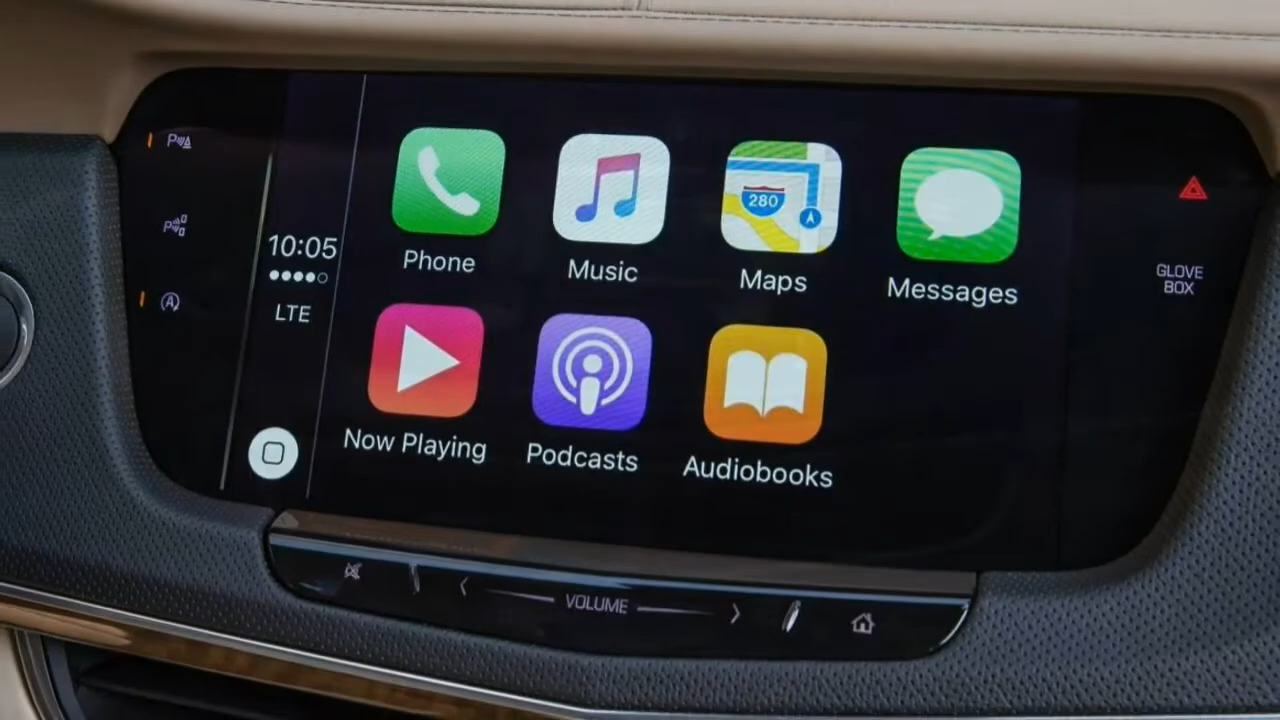 10:05
LTE
Phone
Music
280
Maps
Messages
Now Playing
Podcasts
Audiobooks
GLOVE
BOX
VOLUME
P
P
A